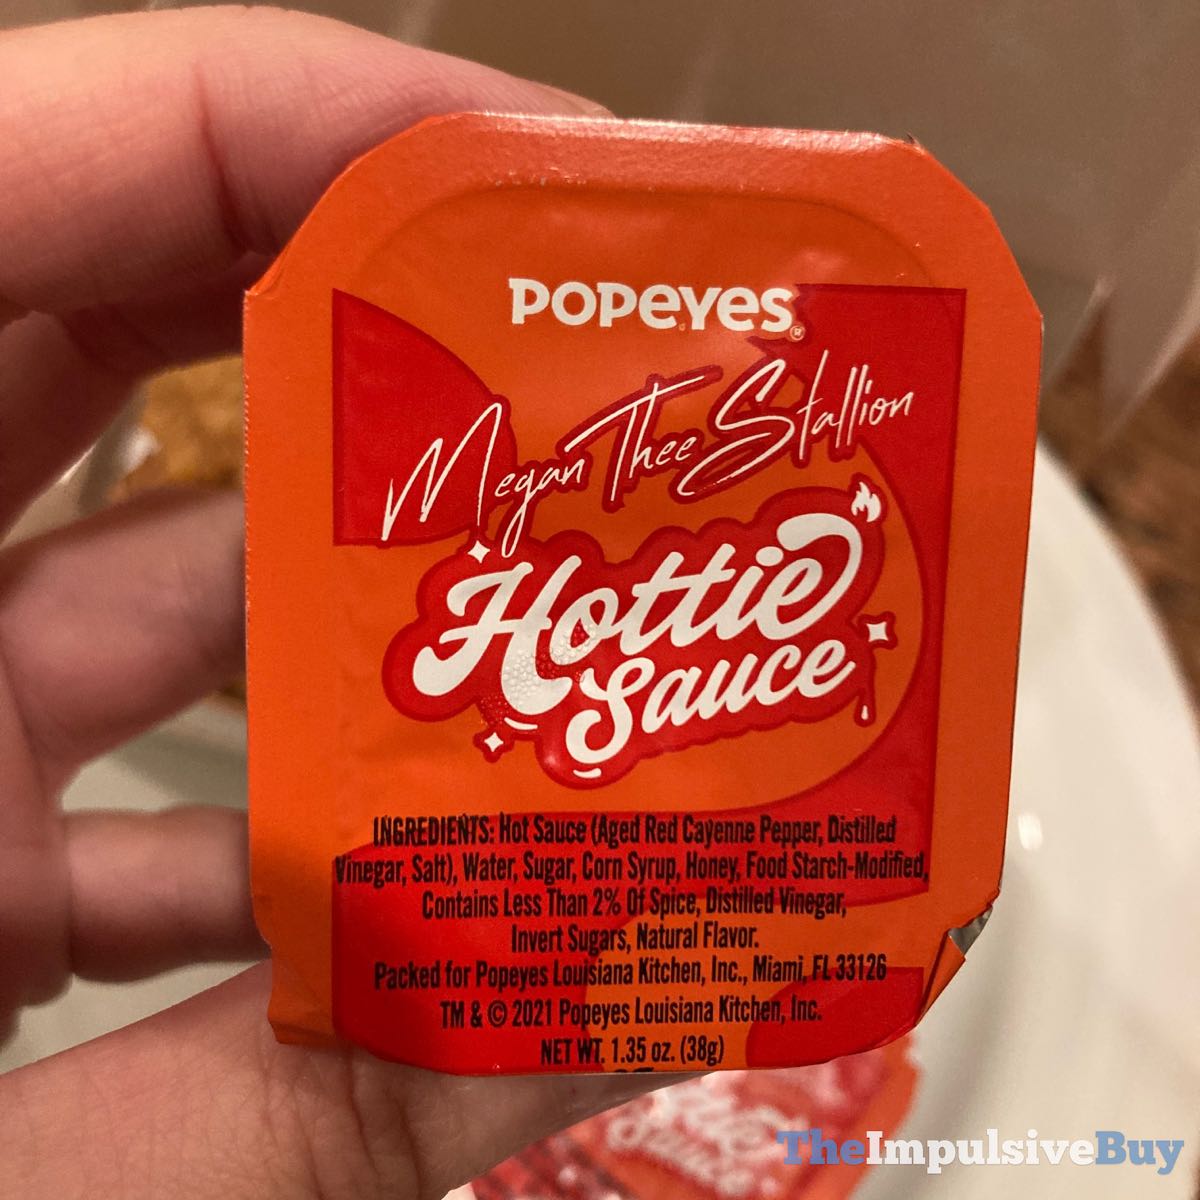 POPEYES®
Megan Thee Stallion
Hottie
Sauce
INGREDIENTS: Hot Sauce (Aged Red Cayenne Pepper, Distilled
Vinegar, Salt), Water, Sugar, Corn Syrup, Honey, Food Starch-Modified,
Contains Less Than 2% Of Spice, Distilled Vinegar,
Invert Sugars, Natural Flavor.
Packed for Popeyes Louisiana Kitchen, Inc., Miami, FL 33126
TM & © 2021 Popeyes Louisiana Kitchen, Inc.
NET WT. 1.35 oz. (38g)
Hottie
Sauce
TheImpulsiveBuy